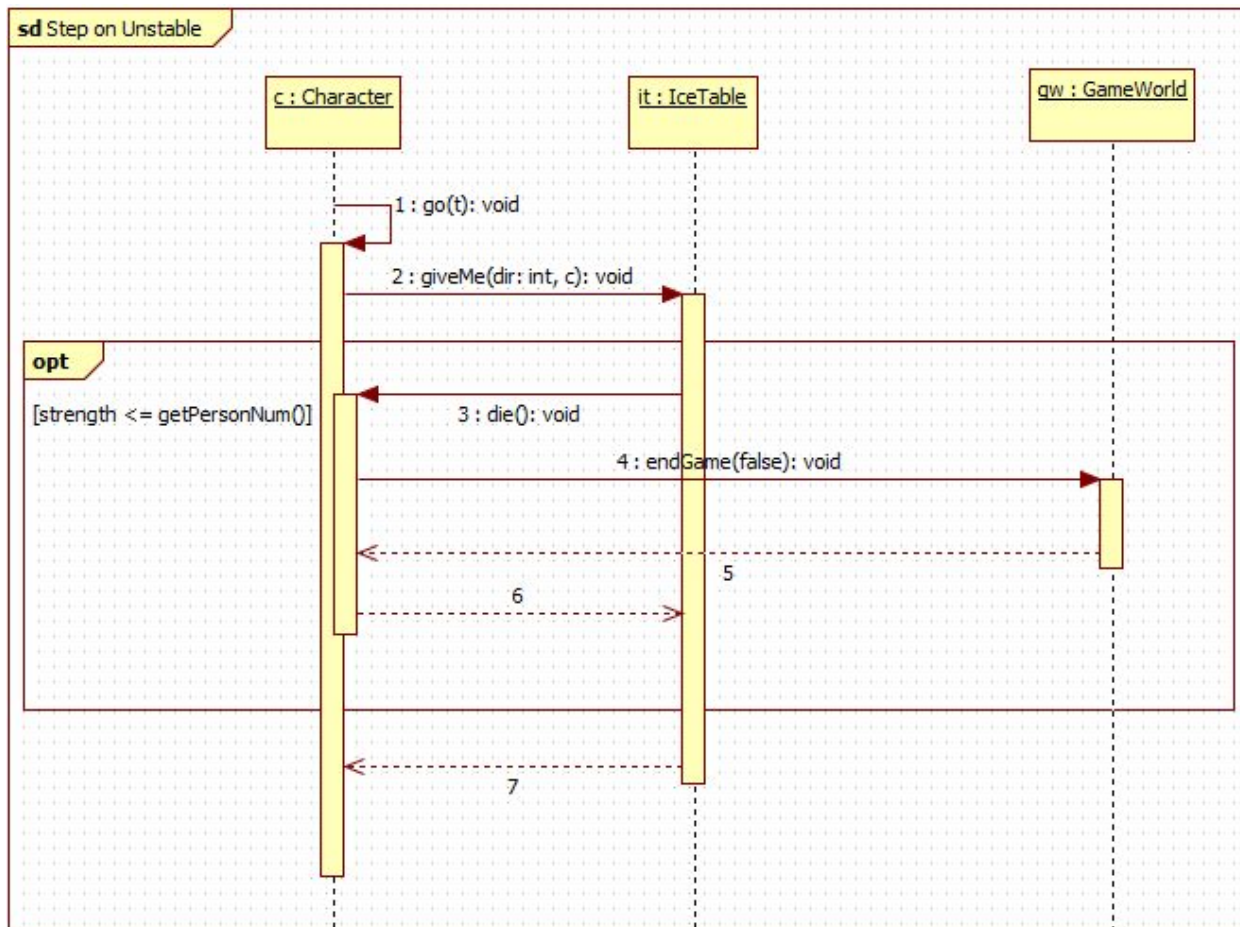 sd Step on Unstable
c : Character
it : IceTable
gw : GameWorld
1 : go(t): void
2 : giveMe(dir: int, c): void
opt
[strength <= getPersonNum()]
3 : die(): void
4 : endGame(false): void
5
6
7